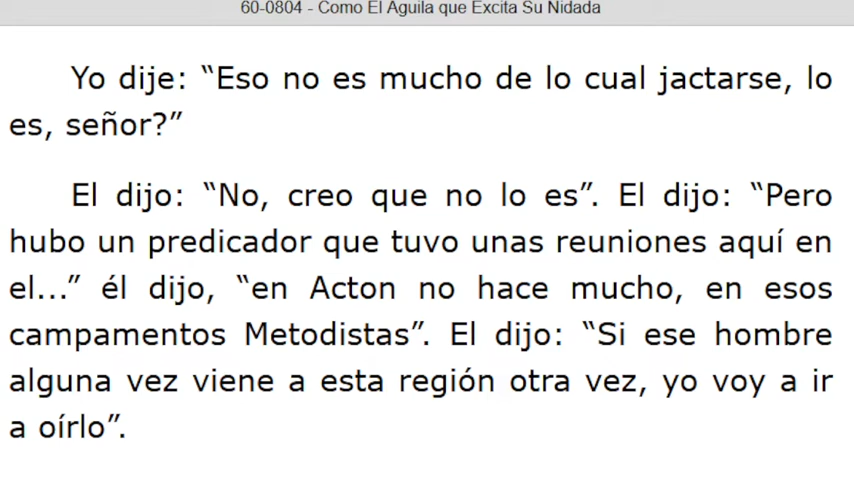 60-0804 - Como El Aguila que Excita Su Nidada
Yo dije: “Eso no es mucho de lo cual jactarse, lo
es, señor?”
El dijo: “No, creo que no lo es”. El dijo: “Pero
hubo un predicador que tuvo unas reuniones aquí en
el...” él dijo, “en Acton no hace mucho, en esos
campamentos Metodistas”. El dijo: “Si ese hombre
alguna vez viene a esta región otra vez, yo voy a ir
a oírlo”.